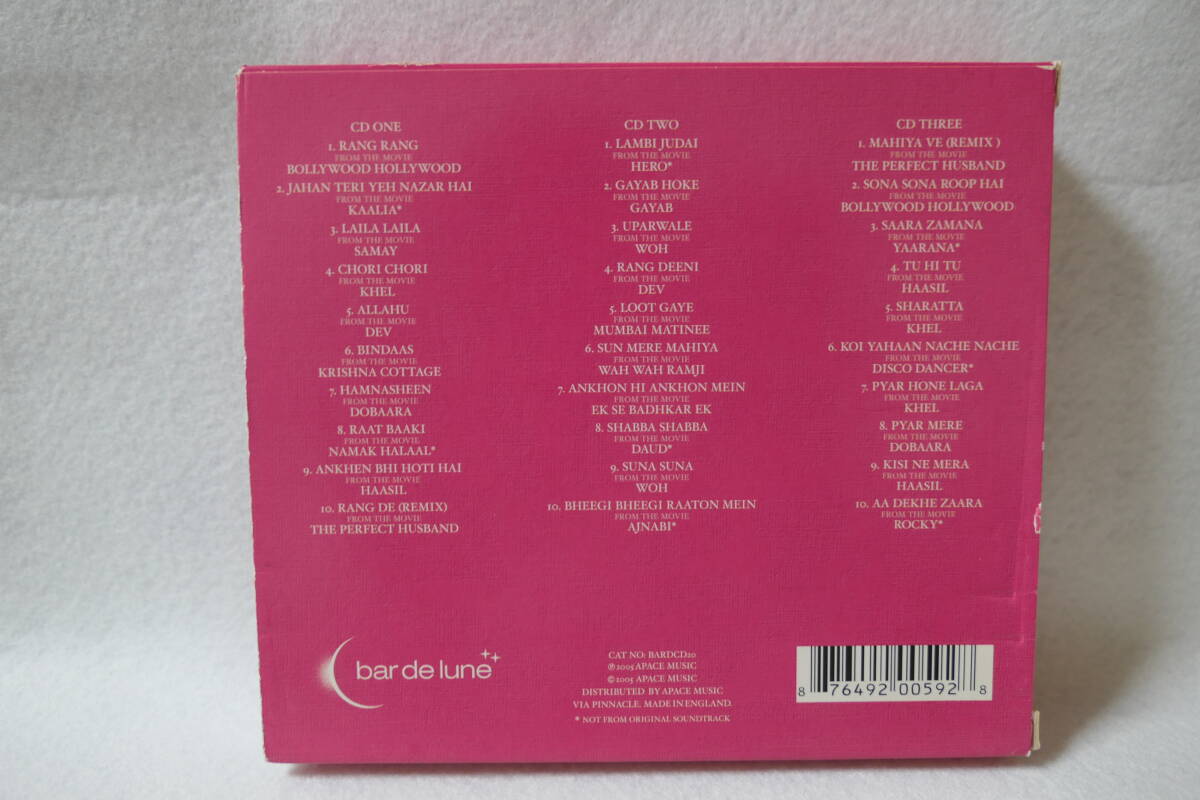 CD ONE
1. RANG RANG
FROM THE MOVIE
BOLLYWOOD HOLLYWOOD
2. JAHAN TERI YEH NAZAR HAI
FROM THE MOVIE
KAALIA*
3. LAILA LAILA
FROM THE MOVIE
SAMAY
4. CHORI CHORI
FROM THE MOVIE
KHEL
5. ALLAHU
FROM THE MOVIE
DEV
6. BINDAAS
FROM THE MOVIE
KRISHNA COTTAGE
7. HAMNASHEEN
FROM THE MOVIE
DOBAARA
8. RAAT BAAKI
FROM THE MOVIE
NAMAK HALAAL*
9. ANKHEN BHI HOTI HAI
FROM THE MOVIE
HAASIL
10. RANG DE (REMIX)
FROM THE MOVIE
THE PERFECT HUSBAND
CD TWO
1. LAMBI JUDAI
FROM THE MOVIE
HERO*
2. GAYAB HOKE
FROM THE MOVIE
GAYAB
3. UPARWALE
FROM THE MOVIE
WOH
4. RANG DEENI
FROM THE MOVIE
DEV
5. LOOT GAYE
FROM THE MOVIE
MUMBAI MATINEE
6. SUN MERE MAHIYA
FROM THE MOVIE
WAH WAH RAMJI
7. ANKHON HI ANKHON MEIN
FROM THE MOVIE
EK SE BADHKAR EK
8. SHABBA SHABBA
FROM THE MOVIE
DAUD*
9. SUNA SUNA
FROM THE MOVIE
WOH
10. BHEEGI BHEEGI RAATON MEIN
FROM THE MOVIE
AJNABI*
CD THREE
1. MAHIYA VE (REMIX )
FROM THE MOVIE
THE PERFECT HUSBAND
2. SONA SONA ROOP HAI
FROM THE MOVIE
BOLLYWOOD HOLLYWOOD
3. SAARA ZAMANA
FROM THE MOVIE
YAARANA*
4. TU HI TU
FROM THE MOVIE
HAASIL
5. SHARATTA
FROM THE MOVIE
KHEL
6. KOI YAHAAN NACHE NACHE
FROM THE MOVIE
DISCO DANCER*
7. PYAR HONE LAGA
FROM THE MOVIE
KHEL
8. PYAR MERE
FROM THE MOVIE
DOBAARA
9. KISI NE MERA
FROM THE MOVIE
HAASIL
10. AA DEKHE ZAARA
FROM THE MOVIE
ROCKY*
bar de lune
CAT NO: BARDCD20
℗ 2005 APACE MUSIC
© 2005 APACE MUSIC
DISTRIBUTED BY APACE MUSIC
VIA PINNACLE. MADE IN ENGLAND.
* NOT FROM ORIGINAL SOUNDTRACK
8 76492 00592 8